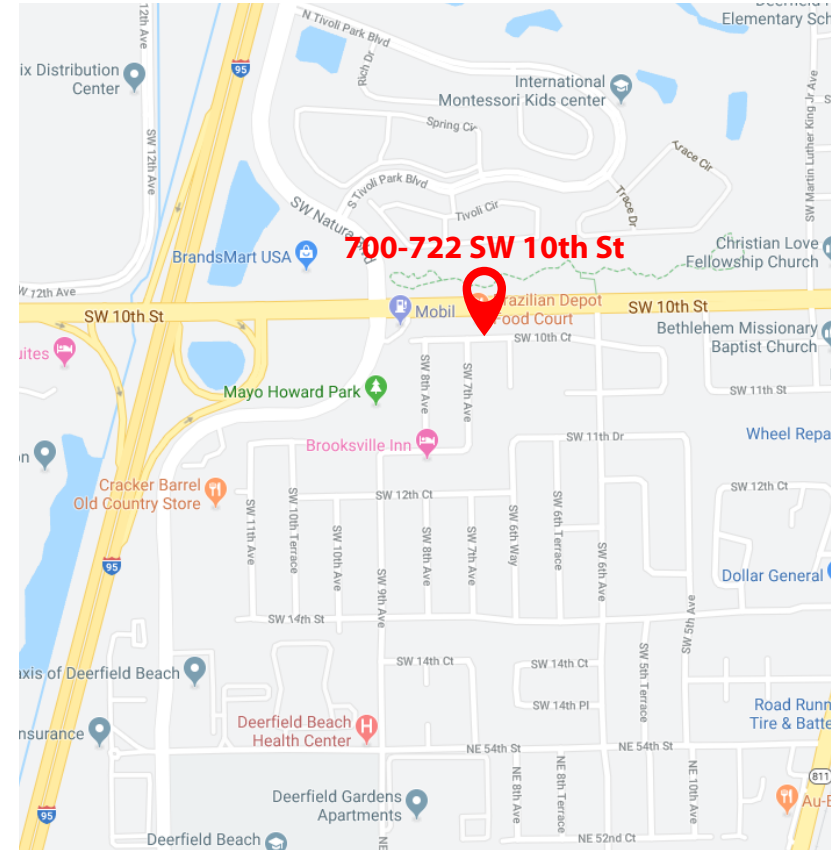 Elementary Sch
N Tivoli Park Blvd
12th Ave
95
Rich Dr
ix Distribution
Center
International
Montessori Kids center
SW Martin Luther King Jr Ave
Spring Cir
SW 12th Ave
Trace Cir
S Tivoli Park Blvd
Trace Dr
SW Natura Blvd
Tivoli Cir
700-722 SW 10th St
BrandsMart USA
Christian Love
Fellowship Church
W 12th Ave
Brazilian Depot
Food Court
SW 10th St
SW 10th St
Mobil
SW 10th Ct
Bethlehem Missionary
Baptist Church
uites
Mayo Howard Park
SW 8th Ave
SW 7th Ave
SW 11th St
Brooksville Inn
SW 11th Dr
Wheel Repa
n
Cracker Barrel
Old Country Store
SW 12th Ct
SW 12th Ct
SW 11th Ave
SW 10th Terrace
SW 10th Ave
SW 9th Ave
SW 8th Ave
SW 7th Ave
SW 6th Way
SW 6th Terrace
SW 6th Ave
95
Dollar General
SW 5th Ave
SW 14th St
SW 14th Ct
SW 14th Ct
SW 5th Terrace
axis of Deerfield Beach
SW 14th Pl
Road Runn
Tire & Batte
Deerfield Beach
Health Center
H
nsurance
NE 54th St
NE 54th St
NE 8th Ave
NE 8th Terrace
NE 10th Ave
811
Deerfield Gardens
Apartments
Au-B
95
Deerfield Beach
NE 52nd Ct